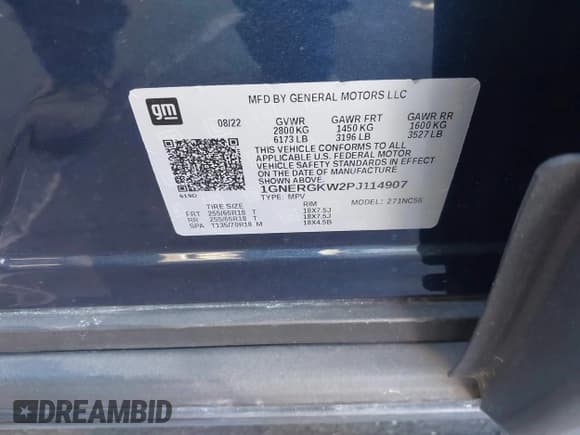 gm
MFD BY GENERAL MOTORS LLC
08/22 GVWR GAWR FRT GAWR RR
2800 KG 1450 KG 1600 KG
6173 LB 3196 LB 3527 LB
THIS VEHICLE CONFORMS TO ALL
APPLICABLE U.S. FEDERAL MOTOR
VEHICLE SAFETY STANDARDS IN EFFECT
ON THE DATE OF MANUFACTURE
SHOWN ABOVE.
1GNERGKW2PJ114907
TYPE: MPV MODEL: 271NC56
TIRE SIZE RIM
FRT 255/65R18 T 18X7.5J
RR 255/65R18 T 18X7.5J
SPA T135/70R18 M 18X4.5B
DREAMBID